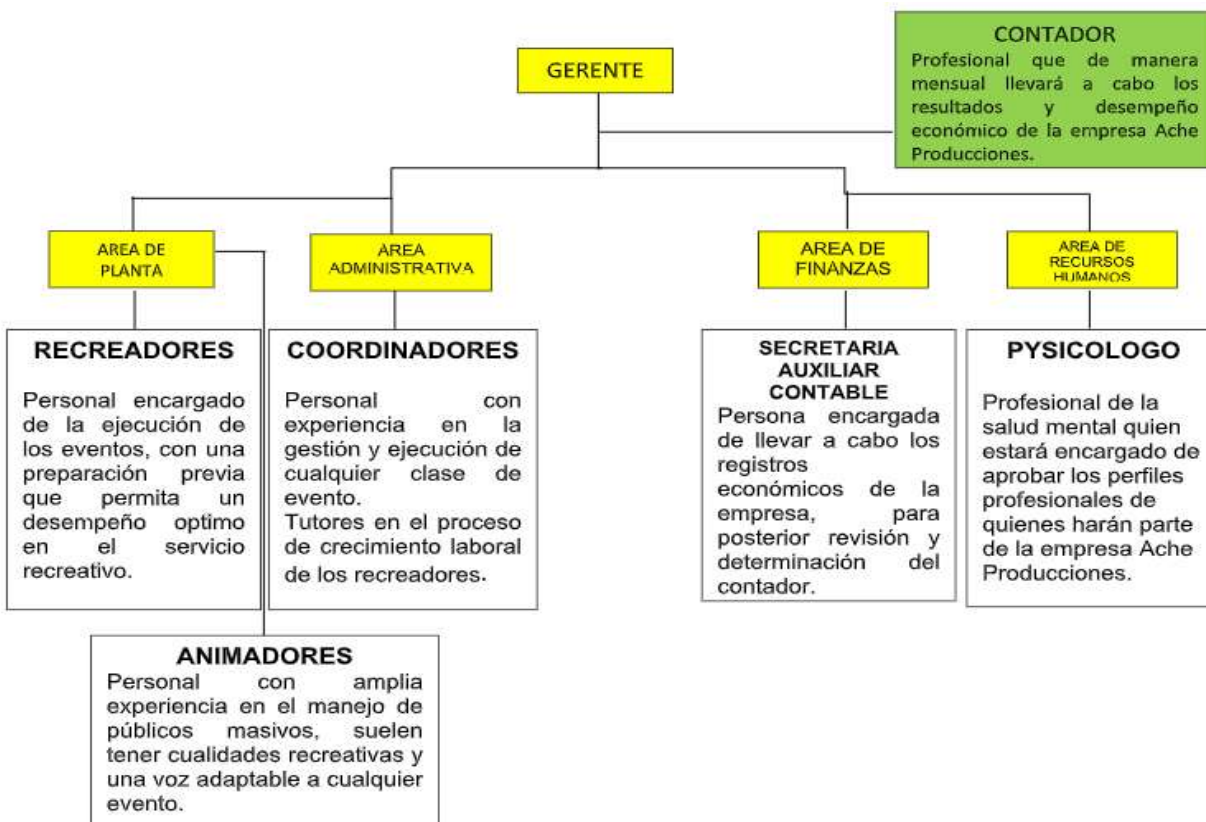 GERENTE
CONTADOR
Profesional que de manera
mensual llevará a cabo los
resultados y desempeño
económico de la empresa Ache
Producciones.
AREA DE
PLANTA
AREA
ADMINISTRATIVA
AREA DE
FINANZAS
AREA DE
RECURSOS
HUMANOS
RECREADORES
Personal encargado
de la ejecución de
los eventos, con una
preparación previa
que permita un
desempeño optimo
en el servicio
recreativo.
COORDINADORES
Personal con
experiencia en la
gestión y ejecución de
cualquier clase de
evento.
Tutores en el proceso
de crecimiento laboral
de los recreadores.
SECRETARIA
AUXILIAR
CONTABLE
Persona encargada
de llevar a cabo los
registros
económicos de la
empresa, para
posterior revisión y
determinación del
contador.
PYSICOLOGO
Profesional de la
salud mental quien
estará encargado de
aprobar los perfiles
profesionales de
quienes harán parte
de la empresa Ache
Producciones.
ANIMADORES
Personal con amplia
experiencia en el manejo de
públicos masivos, suelen
tener cualidades recreativas y
una voz adaptable a cualquier
evento.